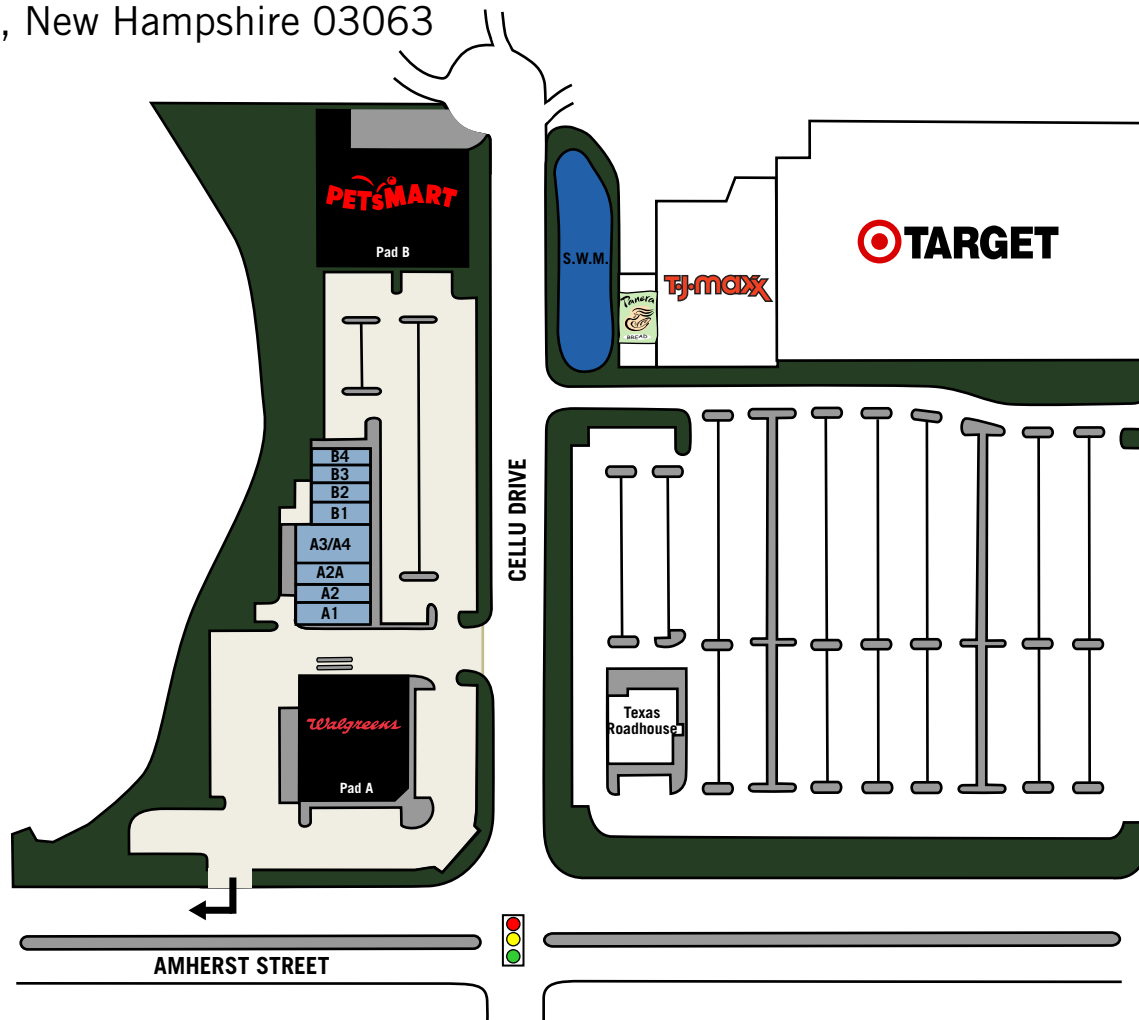 , New Hampshire 03063
PETSMART
Pad B
S.W.M.
Panera
BREAD
T·J·maxx
TARGET
B4
B3
B2
B1
A3/A4
A2A
A2
A1
CELLU DRIVE
Walgreens
Pad A
Texas
Roadhouse
AMHERST STREET